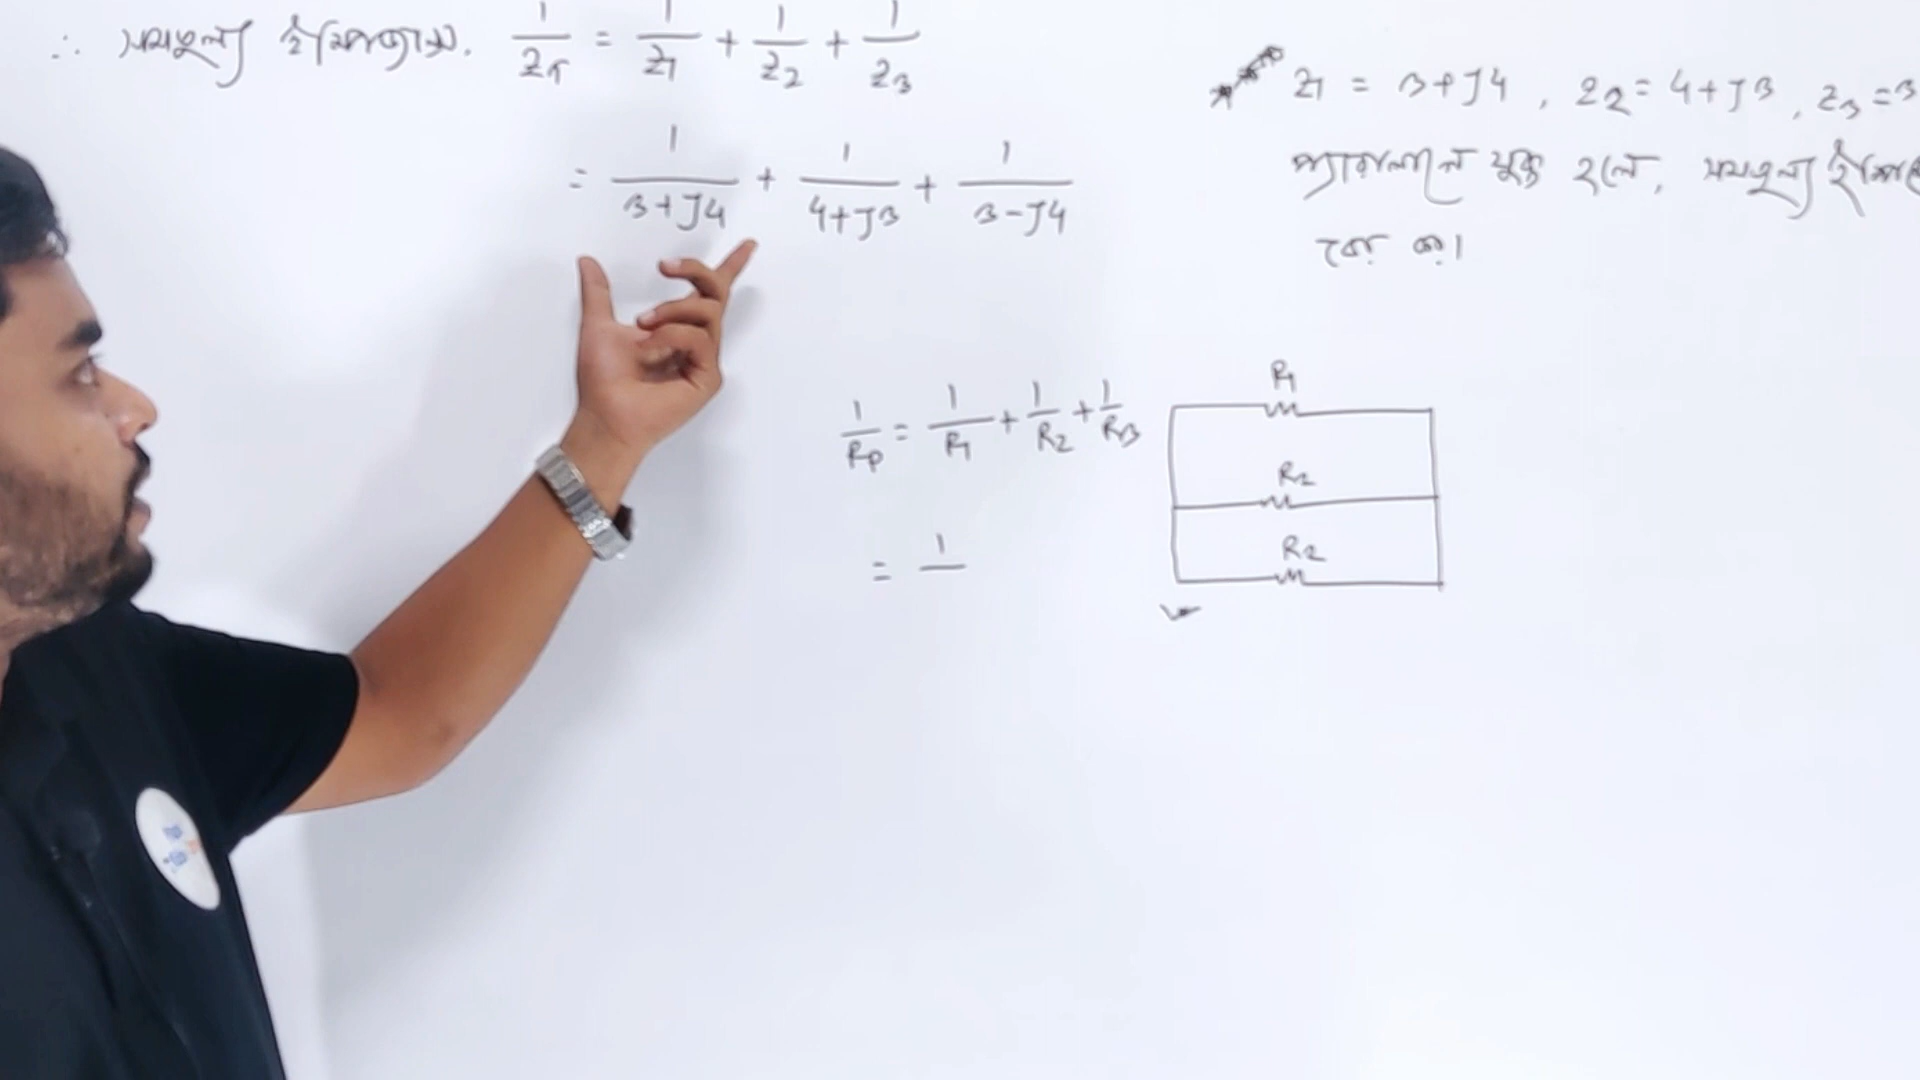 ∴ সমতুল্য ইম্পিড্যান্স, 1/ZT = 1/Z1 + 1/Z2 + 1/Z3
= 1/(3+J4) + 1/(4+J3) + 1/(3-J4)
Z1 = 3+J4, Z2 = 4+J3, Z3 = 3
প্যারালালে যুক্ত হলে, সমতুল্য
বের কর।
1/RP = 1/R1 + 1/R2 + 1/R3
= 1
R1
R2
R2